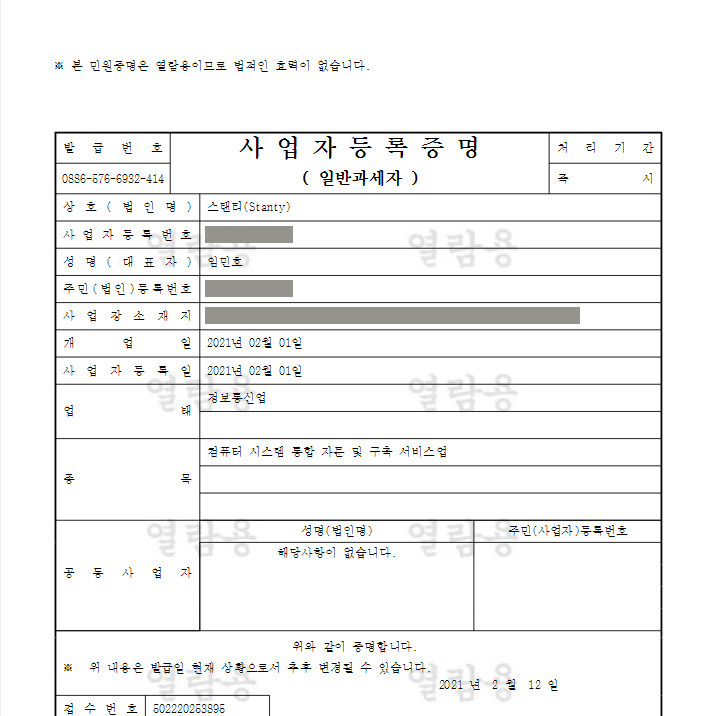 ※ 본 민원증명은 열람용이므로 법적인 효력이 없습니다.
발 급 번 호
사 업 자 등 록 증 명
처 리 기 간
0886-576-6932-414
( 일반과세자 )
즉 시
상 호 ( 법 인 명 ) 스탠티(Stanty)
사 업 자 등 록 번 호
열람용 열람용
성 명 ( 대 표 자 ) 임민호
주민(법인)등록번호
사 업 장 소 재 지
개 업 일 2021년 02월 01일
사 업 자 등 록 일 2021년 02월 01일
열람용 열람용
업 태 정보통신업
종 목 컴퓨터 시스템 통합 자문 및 구축 서비스업
성명(법인명) 주민(사업자)등록번호
열람용 열람용
공 동 사 업 자 해당사항이 없습니다.
위와 같이 증명합니다.
※ 위 내용은 발급일 현재 상황으로서 추후 변경될 수 있습니다.
열람용 열람용
2021 년 2 월 12 일
접 수 번 호 502220253895